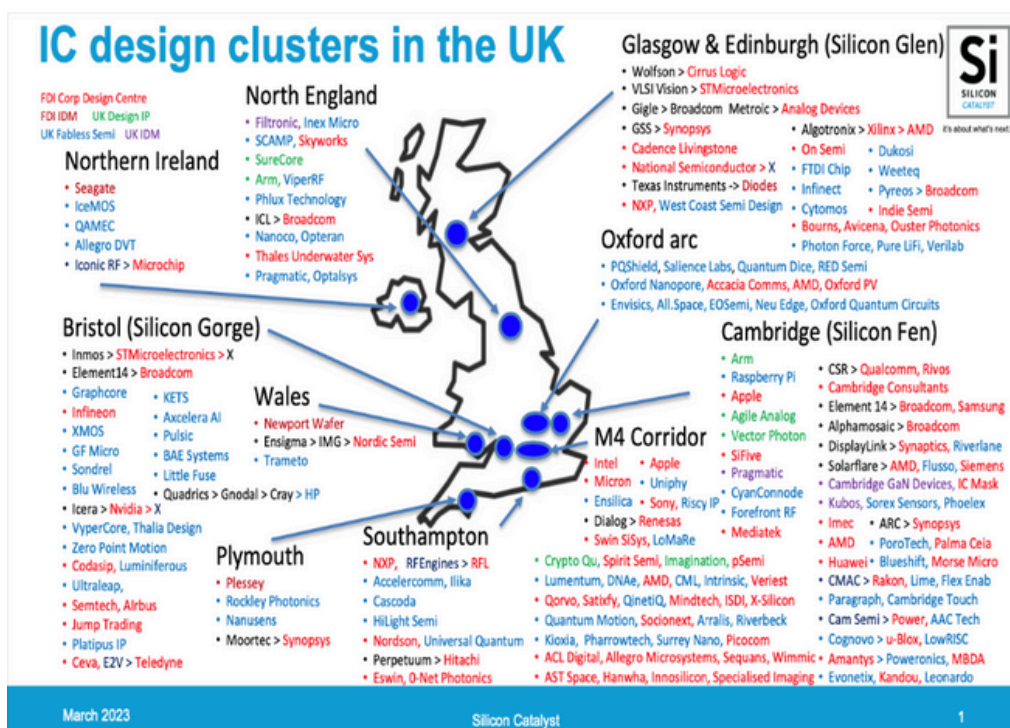 IC design clusters in the UK
FDI Corp Design Centre
FDI IDM UK Design IP
UK Fabless Semi UK IDM
Northern Ireland
• Seagate
• IceMOS
• QAMEC
• Allegro DVT
• Iconic RF > Microchip
North England
• Filtronic, Inex Micro
• SCAMP, Skyworks
• SureCore
• Arm, ViperRF
• Phlux Technology
• ICL > Broadcom
• Nanoco, Opteran
• Thales Underwater Sys
• Pragmatic, Optalsys
Glasgow & Edinburgh (Silicon Glen)
• Wolfson > Cirrus Logic
• VLSI Vision > STMicroelectronics
• Gigle > Broadcom Metroic > Analog Devices
• GSS > Synopsys
• Cadence Livingstone
• National Semiconductor > X
• Texas Instruments -> Diodes
• NXP, West Coast Semi Design
• Algotronix > Xilinx > AMD
• On Semi
• FTDI Chip
• Infinect
• Cytomos
• Dukosi
• Weeteq
• Pyreos > Broadcom
• Indie Semi
• Bourns, Avicena, Ouster Photonics
• Photon Force, Pure LiFi, Verilab
Si
SILICON
CATALYST
it's about what's next
Oxford arc
• PQShield, Salience Labs, Quantum Dice, RED Semi
• Oxford Nanopore, Accacia Comms, AMD, Oxford PV
• Envisics, All.Space, EOSemi, Neu Edge, Oxford Quantum Circuits
Bristol (Silicon Gorge)
• Inmos > STMicroelectronics > X
• Element14 > Broadcom
• Graphcore
• Infineon
• XMOS
• GF Micro
• Sondrel
• Blu Wireless
• KETS
• Axcelera AI
• Pulsic
• BAE Systems
• Little Fuse
• Quadrics > Gnodal > Cray > HP
• Icera > Nvidia > X
• VyperCore, Thalia Design
• Zero Point Motion
• Codasip, Luminiferous
• Ultraleap,
• Semtech, AIrbus
• Jump Trading
• Platipus IP
• Ceva, E2V > Teledyne
Wales
• Newport Wafer
• Ensigma > IMG > Nordic Semi
• Trameto
Plymouth
• Plessey
• Rockley Photonics
• Nanusens
• Moortec > Synopsys
Southampton
• NXP, RFEngines > RFL
• Accelercomm, Ilika
• Cascoda
• HiLight Semi
• Nordson, Universal Quantum
• Perpetuum > Hitachi
• Eswin, 0-Net Photonics
M4 Corridor
• Intel
• Micron
• Ensilica
• Dialog > Renesas
• Swin SiSys, LoMaRe
• Apple
• Uniphy
• Sony, Riscy IP
• Crypto Qu, Spirit Semi, Imagination, pSemi
• Lumentum, DNAe, AMD, CML, Intrinsic, Veriest
• Qorvo, Satixfy, QinetiQ, Mindtech, ISDI, X-Silicon
• Quantum Motion, Socionext, Arralis, Riverbeck
• Kioxia, Pharrowtech, Surrey Nano, Picocom
• ACL Digital, Allegro Microsystems, Sequans, Wimmic
• AST Space, Hanwha, Innosilicon, Specialised Imaging
Cambridge (Silicon Fen)
• Arm
• Raspberry Pi
• Apple
• Agile Analog
• Vector Photon
• SiFive
• Pragmatic
• CyanConnode
• Forefront RF
• Mediatek
• CSR > Qualcomm, Rivos
• Cambridge Consultants
• Element 14 > Broadcom, Samsung
• Alphamosaic > Broadcom
• DisplayLink > Synaptics, Riverlane
• Solarflare > AMD, Flusso, Siemens
• Cambridge GaN Devices, IC Mask
• Kubos, Sorex Sensors, Phoelex
• Imec • ARC > Synopsys
• AMD • PoroTech, Palma Ceia
• Huawei • Blueshift, Morse Micro
• CMAC > Rakon, Lime, Flex Enab
• Paragraph, Cambridge Touch
• Cam Semi > Power, AAC Tech
• Cognovo > u-Blox, LowRISC
• Amantys > Poweronics, MBDA
• Evonetix, Kandou, Leonardo
March 2023
Silicon Catalyst
1